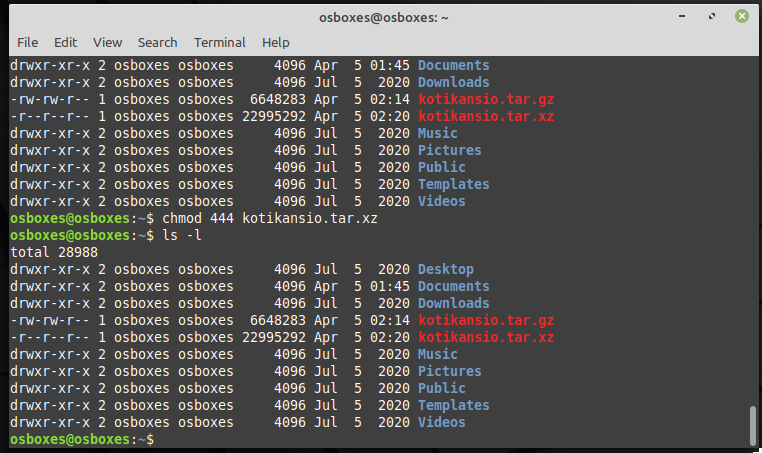 osboxes@osboxes: ~
File Edit View Search Terminal Help
drwxr-xr-x 2 osboxes osboxes     4096 Apr  5 01:45 Documents
drwxr-xr-x 2 osboxes osboxes     4096 Jul  5  2020 Downloads
-rw-rw-r-- 1 osboxes osboxes  6648283 Apr  5 02:14 kotikansio.tar.gz
-r--r--r-- 1 osboxes osboxes 22995292 Apr  5 02:20 kotikansio.tar.xz
drwxr-xr-x 2 osboxes osboxes     4096 Jul  5  2020 Music
drwxr-xr-x 2 osboxes osboxes     4096 Jul  5  2020 Pictures
drwxr-xr-x 2 osboxes osboxes     4096 Jul  5  2020 Public
drwxr-xr-x 2 osboxes osboxes     4096 Jul  5  2020 Templates
drwxr-xr-x 2 osboxes osboxes     4096 Jul  5  2020 Videos
osboxes@osboxes:~$ chmod 444 kotikansio.tar.xz
osboxes@osboxes:~$ ls -l
total 28988
drwxr-xr-x 2 osboxes osboxes     4096 Jul  5  2020 Desktop
drwxr-xr-x 2 osboxes osboxes     4096 Apr  5 01:45 Documents
drwxr-xr-x 2 osboxes osboxes     4096 Jul  5  2020 Downloads
-rw-rw-r-- 1 osboxes osboxes  6648283 Apr  5 02:14 kotikansio.tar.gz
-r--r--r-- 1 osboxes osboxes 22995292 Apr  5 02:20 kotikansio.tar.xz
drwxr-xr-x 2 osboxes osboxes     4096 Jul  5  2020 Music
drwxr-xr-x 2 osboxes osboxes     4096 Jul  5  2020 Pictures
drwxr-xr-x 2 osboxes osboxes     4096 Jul  5  2020 Public
drwxr-xr-x 2 osboxes osboxes     4096 Jul  5  2020 Templates
drwxr-xr-x 2 osboxes osboxes     4096 Jul  5  2020 Videos
osboxes@osboxes:~$